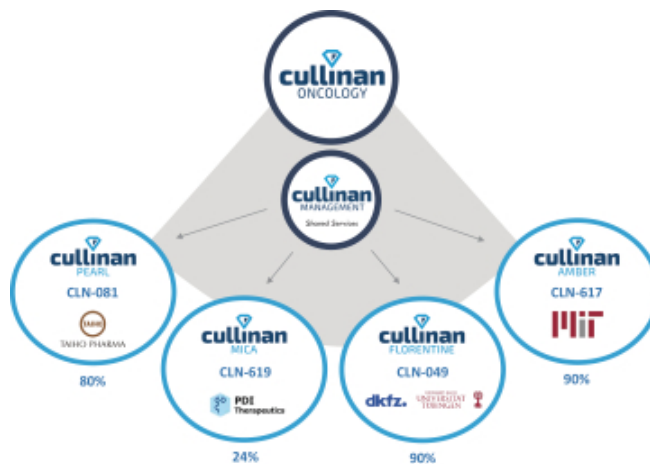 cullinan
ONCOLOGY
cullinan
MANAGEMENT
Shared Services
cullinan
PEARL
CLN-081
TAIHO
TAIHO PHARMA
80%
cullinan
MICA
CLN-619
PDI
Therapeutics
24%
cullinan
FLORENTINE
CLN-049
dkfz.
UNIVERSITÄT
TÜBINGEN
90%
cullinan
AMBER
CLN-617
MIT
90%